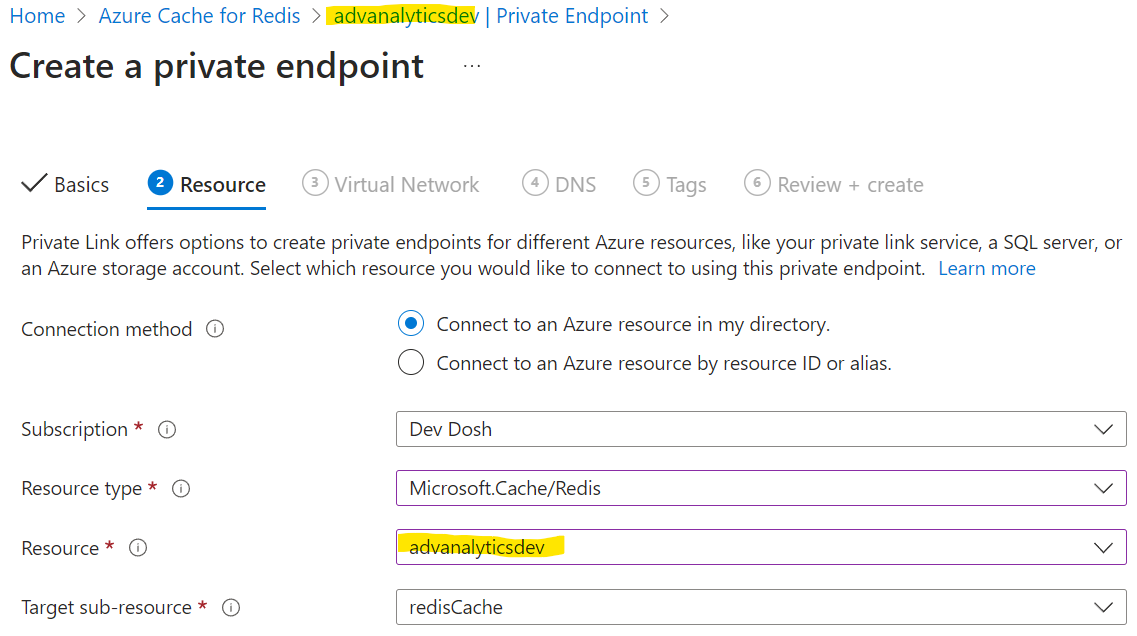 Home > Azure Cache for Redis > advanalyticsdev | Private Endpoint >
Create a private endpoint ...
Basics 2 Resource 3 Virtual Network 4 DNS 5 Tags 6 Review + create
Private Link offers options to create private endpoints for different Azure resources, like your private link service, a SQL server, or
an Azure storage account. Select which resource you would like to connect to using this private endpoint. Learn more
Connection method Connect to an Azure resource in my directory.
Connect to an Azure resource by resource ID or alias.
Subscription * Dev Dosh
Resource type * Microsoft.Cache/Redis
Resource * advanalyticsdev
Target sub-resource * redisCache